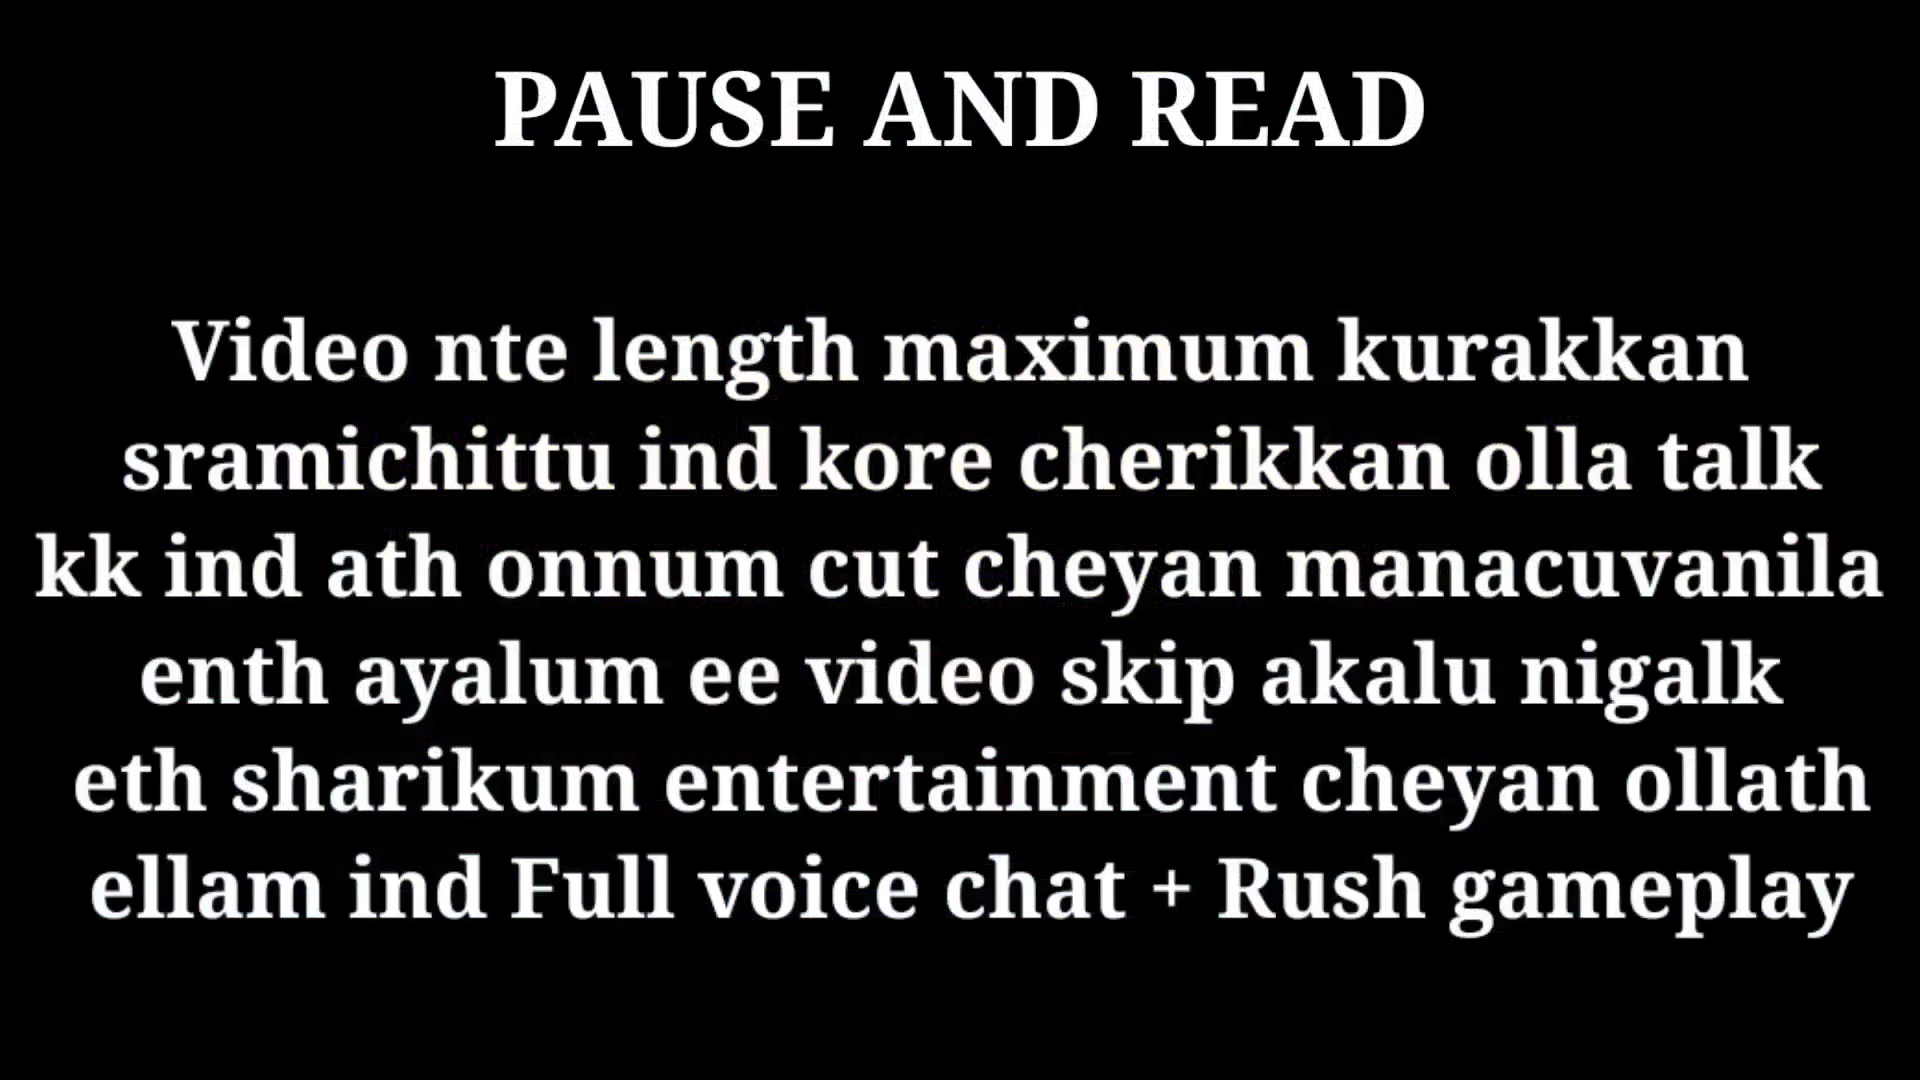 PAUSE AND READ
Video nte length maximum kurakkan
sramichittu ind kore cherikkan olla talk
kk ind ath onnum cut cheyan manacuvanila
enth ayalum ee video skip akalu nigalk
eth sharikum entertainment cheyan ollath
ellam ind Full voice chat + Rush gameplay